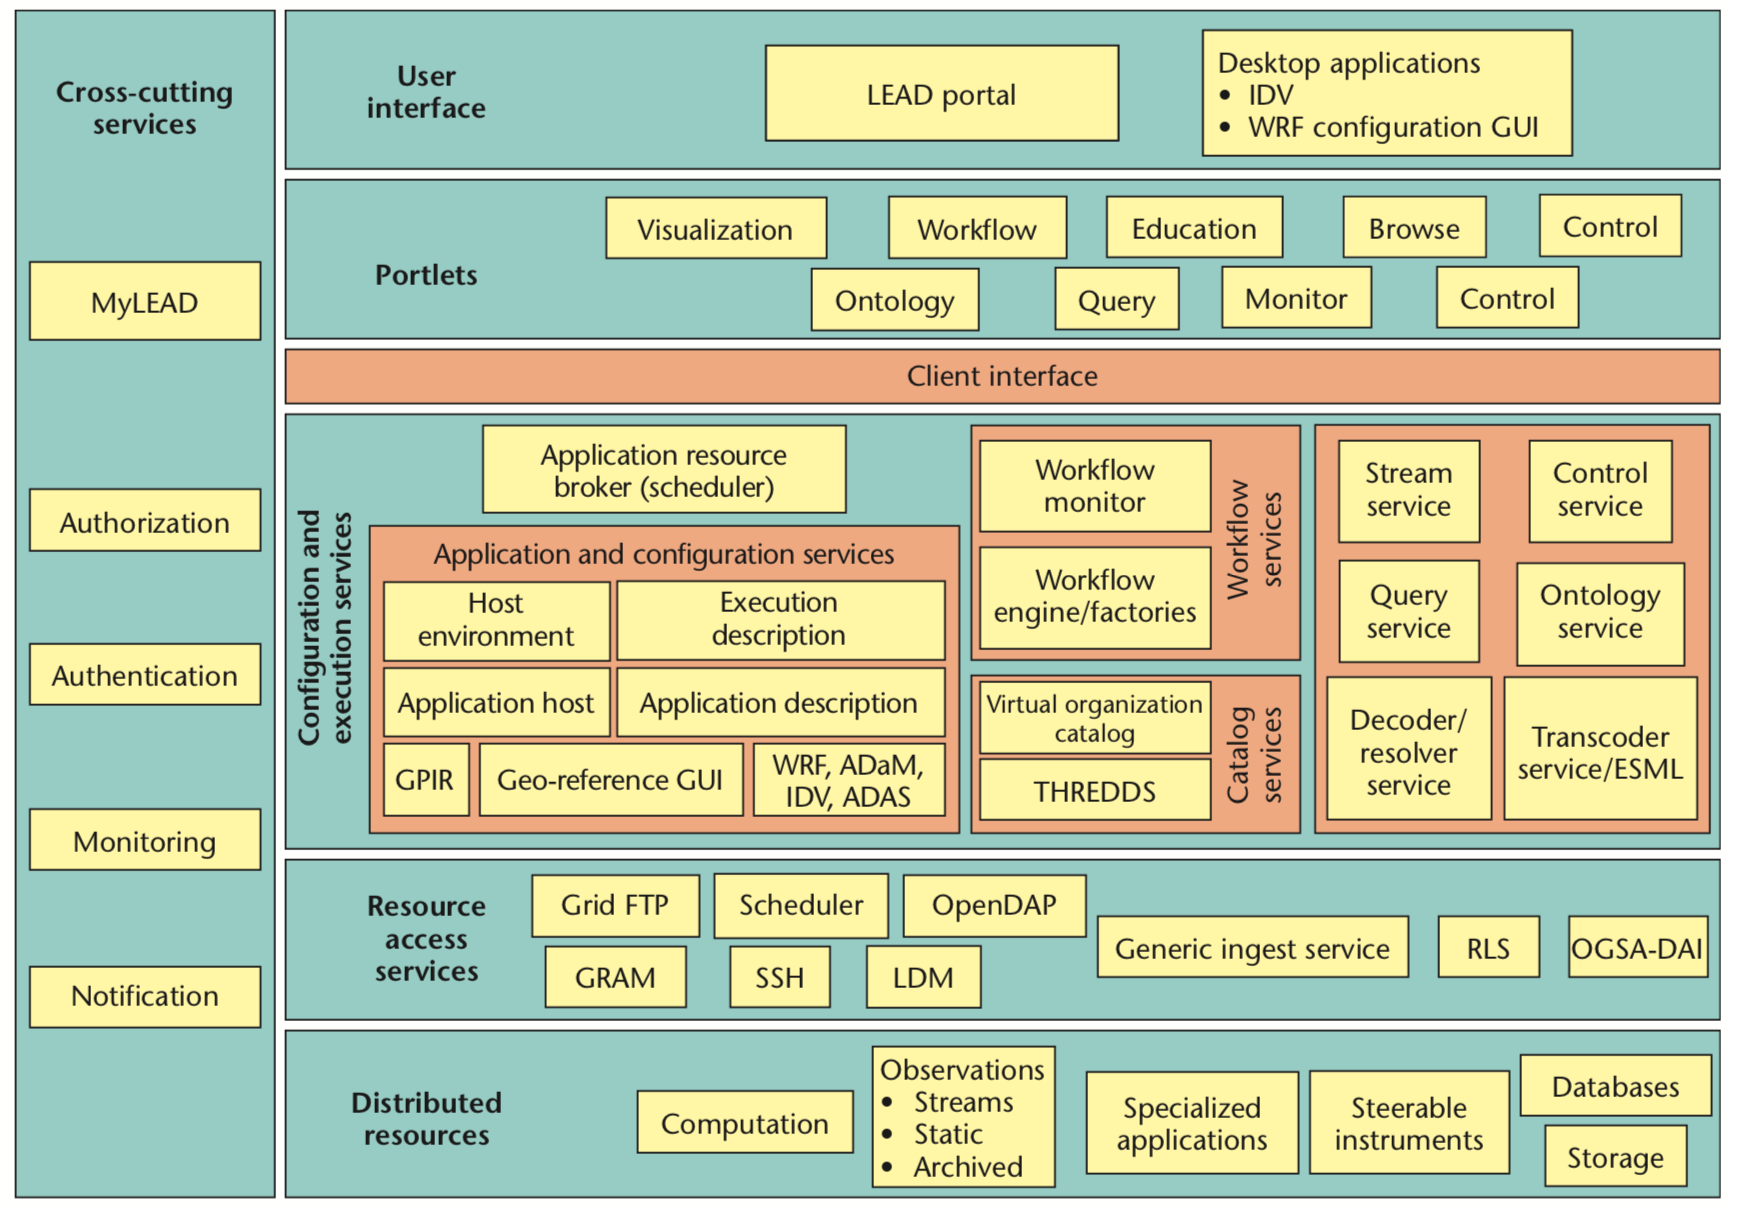 Cross-cutting
services
MyLEAD
Authorization
Authentication
Monitoring
Notification
User
interface
LEAD portal
Desktop applications
• IDV
• WRF configuration GUI
Portlets
Visualization
Workflow
Education
Browse
Control
Ontology
Query
Monitor
Control
Client interface
Configuration and
execution services
Application resource
broker (scheduler)
Application and configuration services
Host
environment
Execution
description
Application host
Application description
GPIR
Geo-reference GUI
WRF, ADaM,
IDV, ADAS
Workflow
monitor
Workflow
engine/factories
Workflow
services
Virtual organization
catalog
THREDDS
Catalog
services
Stream
service
Control
service
Query
service
Ontology
service
Decoder/
resolver
service
Transcoder
service/ESML
Resource
access
services
Grid FTP
Scheduler
OpenDAP
GRAM
SSH
LDM
Generic ingest service
RLS
OGSA-DAI
Distributed
resources
Computation
Observations
• Streams
• Static
• Archived
Specialized
applications
Steerable
instruments
Databases
Storage